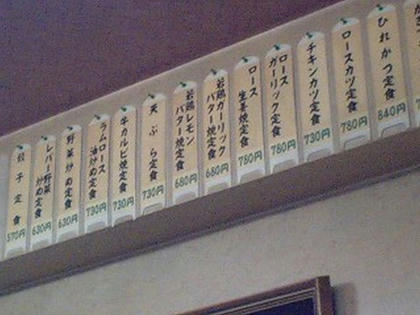 ひれかつ定食
840円
ロースカツ定食
780円
チキンカツ定食
730円
ロース
ガーリック定食
780円
ロース
生姜焼定食
780円
若鶏ガーリック
バター焼定食
680円
若鶏レモン
バター焼定食
680円
天ぷら定食
730円
牛カルビ焼定食
730円
ラムロース
油炒め定食
730円
野菜炒め定食
630円
レバー野菜
炒め定食
630円
餃子定食
570円